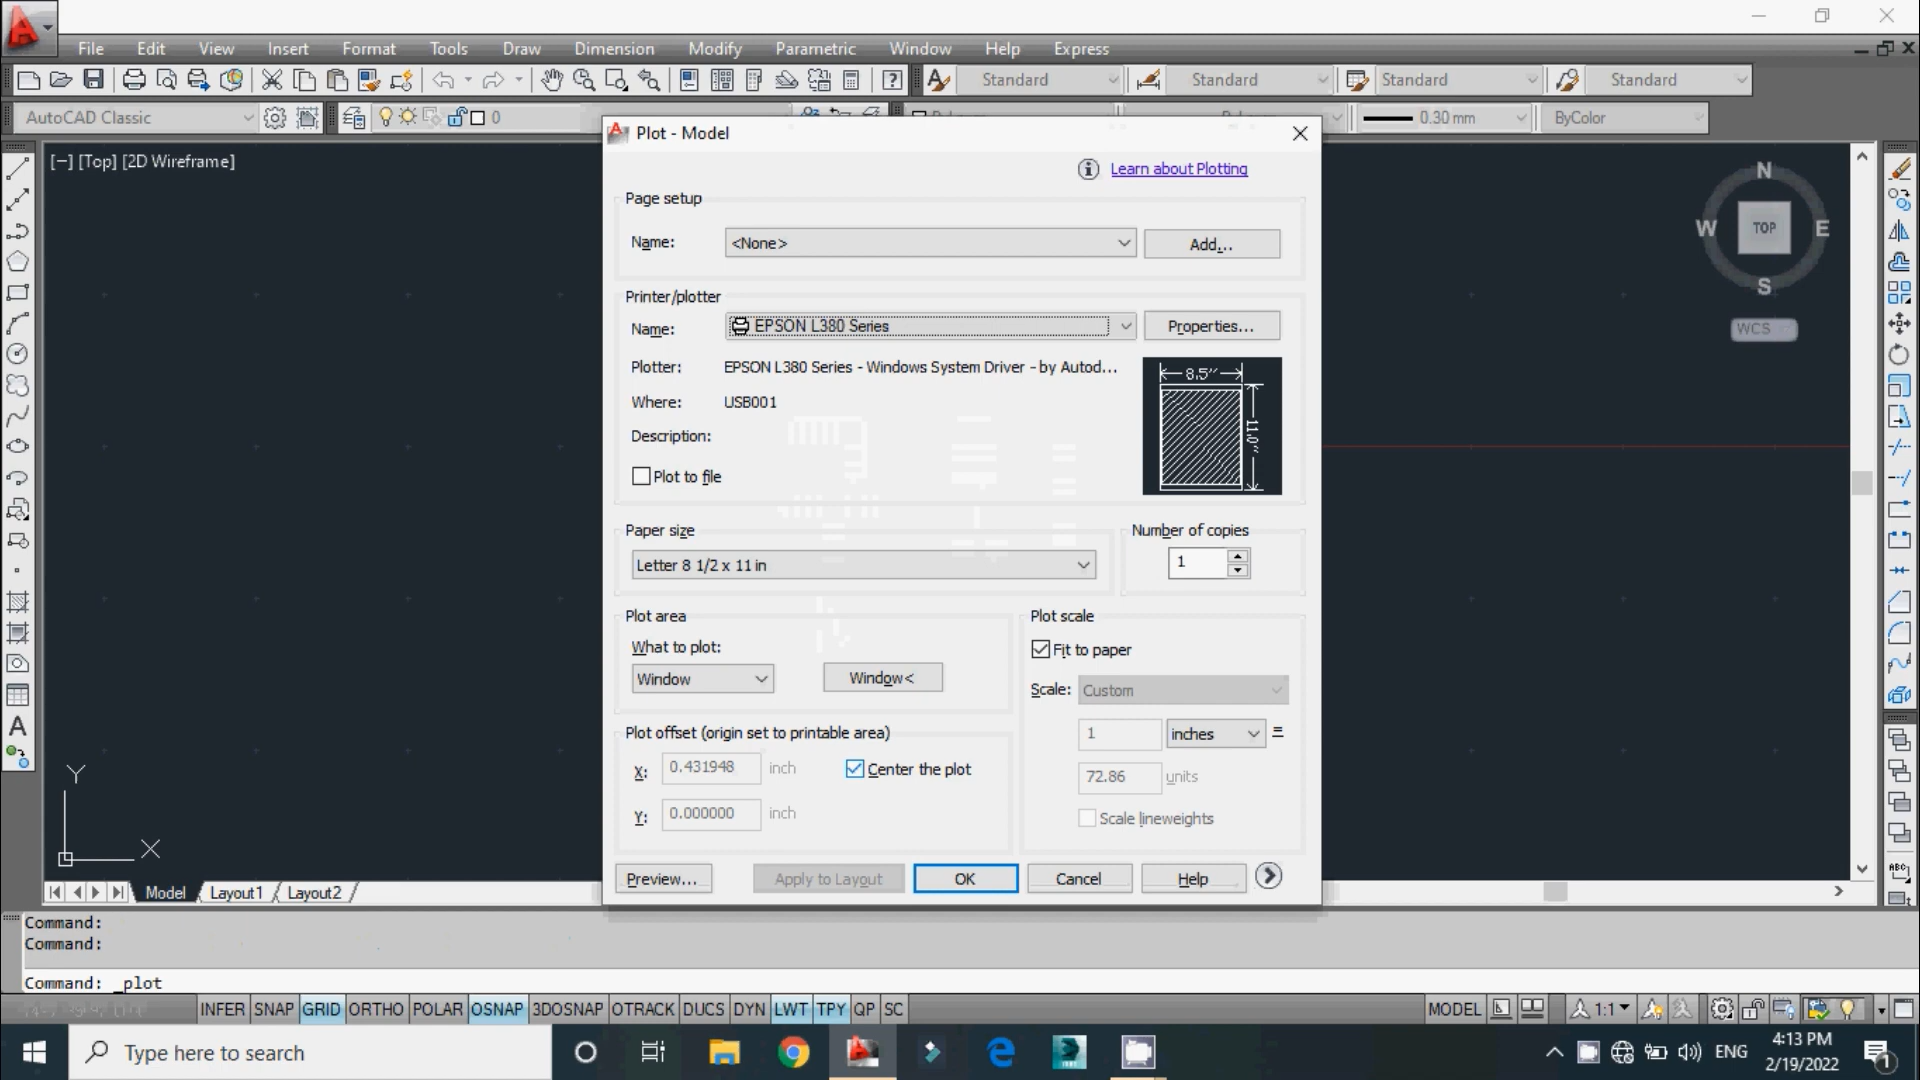 File Edit View Insert Format Tools Draw Dimension Modify Parametric Window Help Express
Standard Standard Standard Standard
AutoCAD Classic 0 0.30 mm ByColor
[−] [Top] [2D Wireframe]
Plot - Model
Learn about Plotting
Page setup
Name: <None> Add...
Printer/plotter
Name: EPSON L380 Series Properties...
Plotter: EPSON L380 Series - Windows System Driver - by Autod...
Where: USB001
Description:
Plot to file
8.5″
11.0″
Paper size
Letter 8 1/2 x 11 in
Number of copies
1
Plot area
What to plot:
Window Window<
Plot scale
Fit to paper
Scale: Custom
1 inches =
72.86 units
Scale lineweights
Plot offset (origin set to printable area)
X: 0.431948 inch Center the plot
Y: 0.000000 inch
Preview... Apply to Layout OK Cancel Help
N
W TOP E
S
WCS
Y
X
Model Layout1 Layout2
Command:
Command:
Command: _plot
INFER SNAP GRID ORTHO POLAR OSNAP 3DOSNAP OTRACK DUCS DYN LWT TPY QP SC MODEL 1:1
Type here to search
ENG
4:13 PM
2/19/2022
1